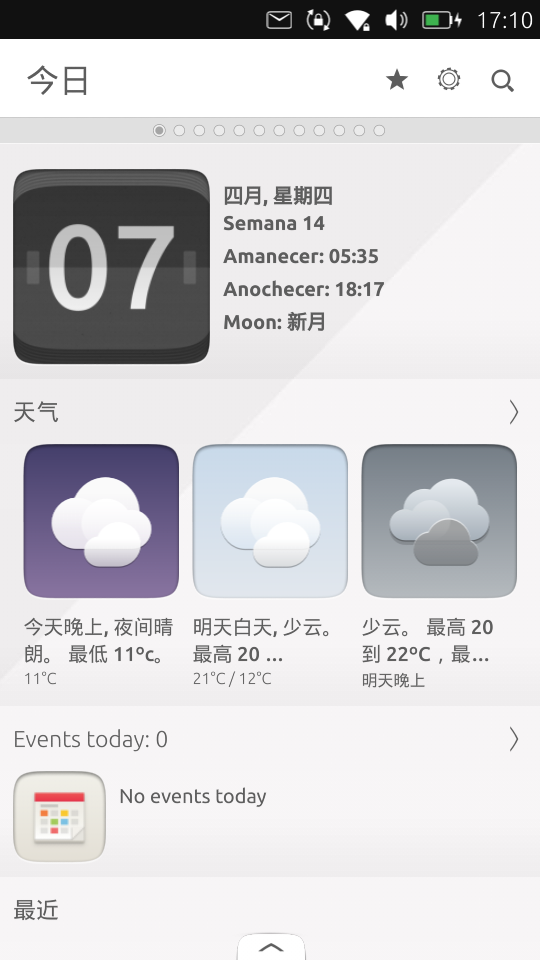 17:10
今日
07
四月, 星期四
Semana 14
Amanecer: 05:35
Anochecer: 18:17
Moon: 新月
天气
今天晚上, 夜间晴
朗。 最低 11ºc。
11°C
明天白天, 少云。
最高 20 ...
21°C / 12°C
少云。 最高 20
到 22ºC，最...
明天晚上
Events today: 0
No events today
最近